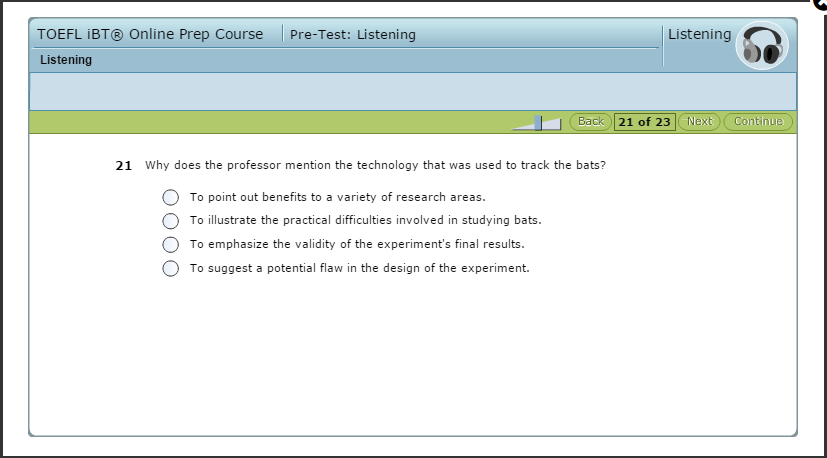 TOEFL iBT® Online Prep Course Pre-Test: Listening Listening
Listening
Back 21 of 23 Next Continue
21 Why does the professor mention the technology that was used to track the bats?
To point out benefits to a variety of research areas.
To illustrate the practical difficulties involved in studying bats.
To emphasize the validity of the experiment's final results.
To suggest a potential flaw in the design of the experiment.